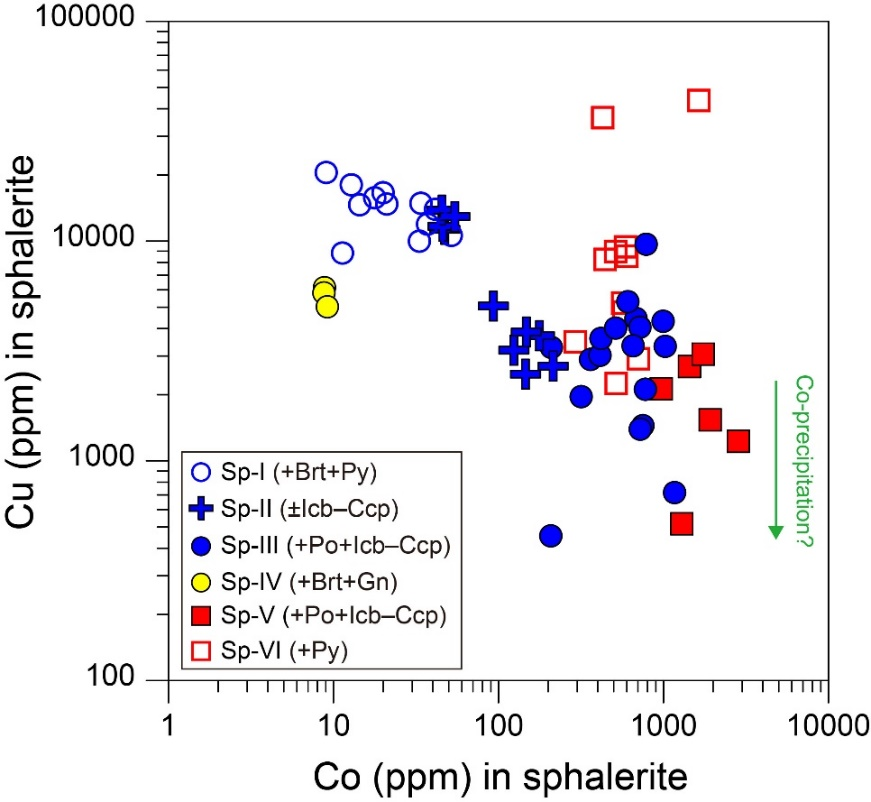 100000
10000
1000
100
Cu (ppm) in sphalerite
Sp-I (+Brt+Py)
Sp-II (±Icb–Ccp)
Sp-III (+Po+Icb–Ccp)
Sp-IV (+Brt+Gn)
Sp-V (+Po+Icb–Ccp)
Sp-VI (+Py)
Co-precipitation?
1 10 100 1000 10000
Co (ppm) in sphalerite